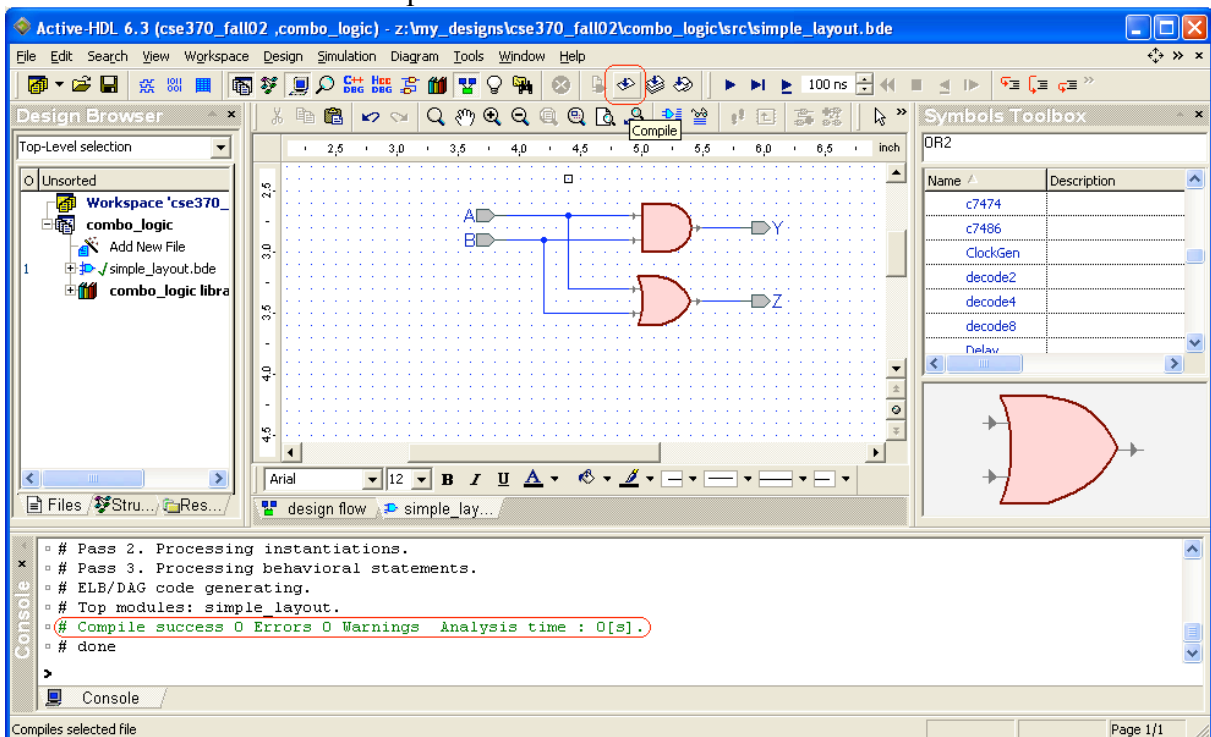 Active-HDL 6.3 (cse370_fall02 ,combo_logic) - z:\my_designs\cse370_fall02\combo_logic\src\simple_layout.bde
File Edit Search View Workspace Design Simulation Diagram Tools Window Help
100 ns
Design Browser
Top-Level selection
Unsorted
Workspace 'cse370_
combo_logic
Add New File
1 simple_layout.bde
combo_logic libra
Files Stru... Res...
Compile
2,5 3,0 3,5 4,0 4,5 5,0 5,5 6,0 6,5 inch
2,5
3,0
3,5
4,0
4,5
A
B
Y
Z
Arial 12 B I U A
design flow simple_lay...
Symbols Toolbox
OR2
Name Description
c7474
c7486
ClockGen
decode2
decode4
decode8
Delay
Console
# Pass 2. Processing instantiations.
# Pass 3. Processing behavioral statements.
# ELB/DAG code generating.
# Top modules: simple_layout.
# Compile success 0 Errors 0 Warnings Analysis time : 0[s].
# done
>
Console
Compiles selected file Page 1/1